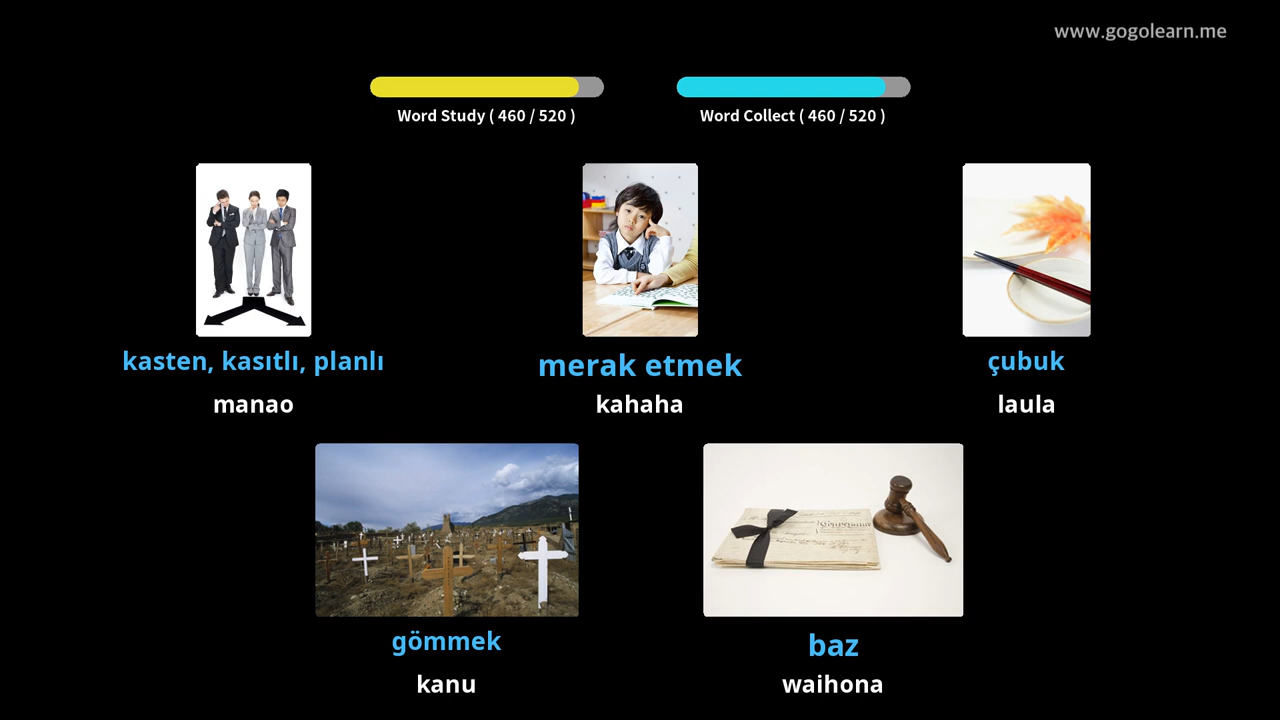 www.gogolearn.me
Word Study ( 460 / 520 )
Word Collect ( 460 / 520 )
kasten, kasıtlı, planlı
manao
merak etmek
kahaha
çubuk
laula
gömmek
kanu
baz
waihona